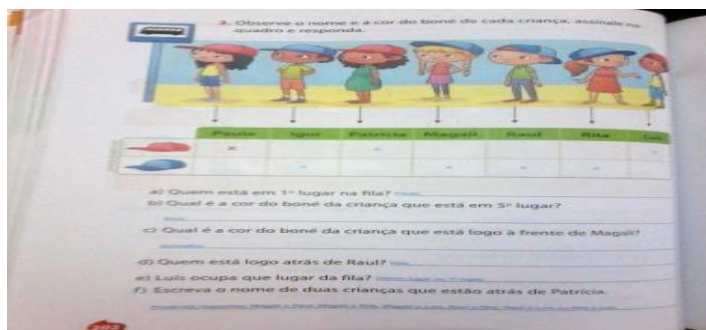 3. Observe o nome e a cor do boné de cada criança, assinale no
quadro e responda.
Paula Igor Patrícia Magali Raul Rita Luís
x
a) Quem está em 1º lugar na fila?
b) Qual é a cor do boné da criança que está em 5º lugar?
c) Qual é a cor do boné da criança que está logo à frente de Magali?
d) Quem está logo atrás de Raul?
e) Luís ocupa que lugar da fila?
f) Escreva o nome de duas crianças que estão atrás de Patrícia.
202